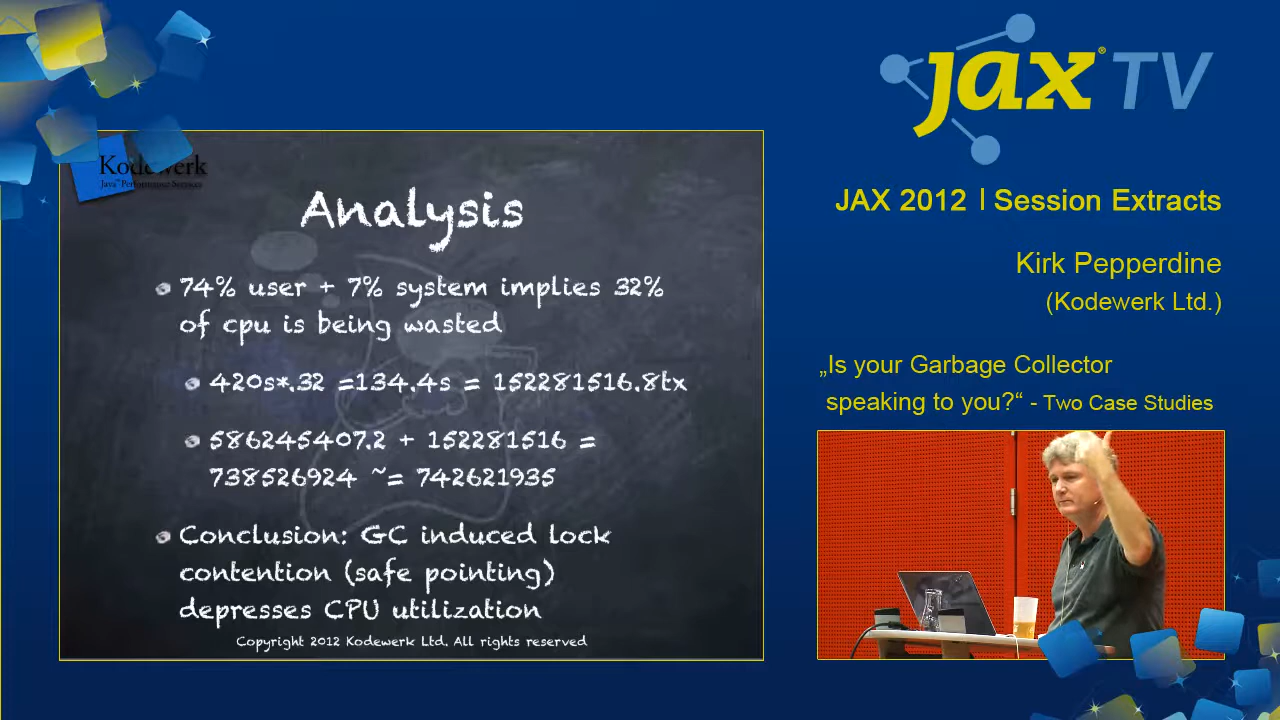 Kodewerk
Java™ Performance Services
Analysis
74% user + 7% system implies 32%
of cpu is being wasted
420s*.32 =134.4s = 152281516.8tx
586245407.2 + 152281516 =
738526924 ~= 742621935
Conclusion: GC induced lock
contention (safe pointing)
depresses CPU utilization
Copyright 2012 Kodewerk Ltd. All rights reserved
jax® TV
JAX 2012 | Session Extracts
Kirk Pepperdine
(Kodewerk Ltd.)
„Is your Garbage Collector
speaking to you?“ - Two Case Studies